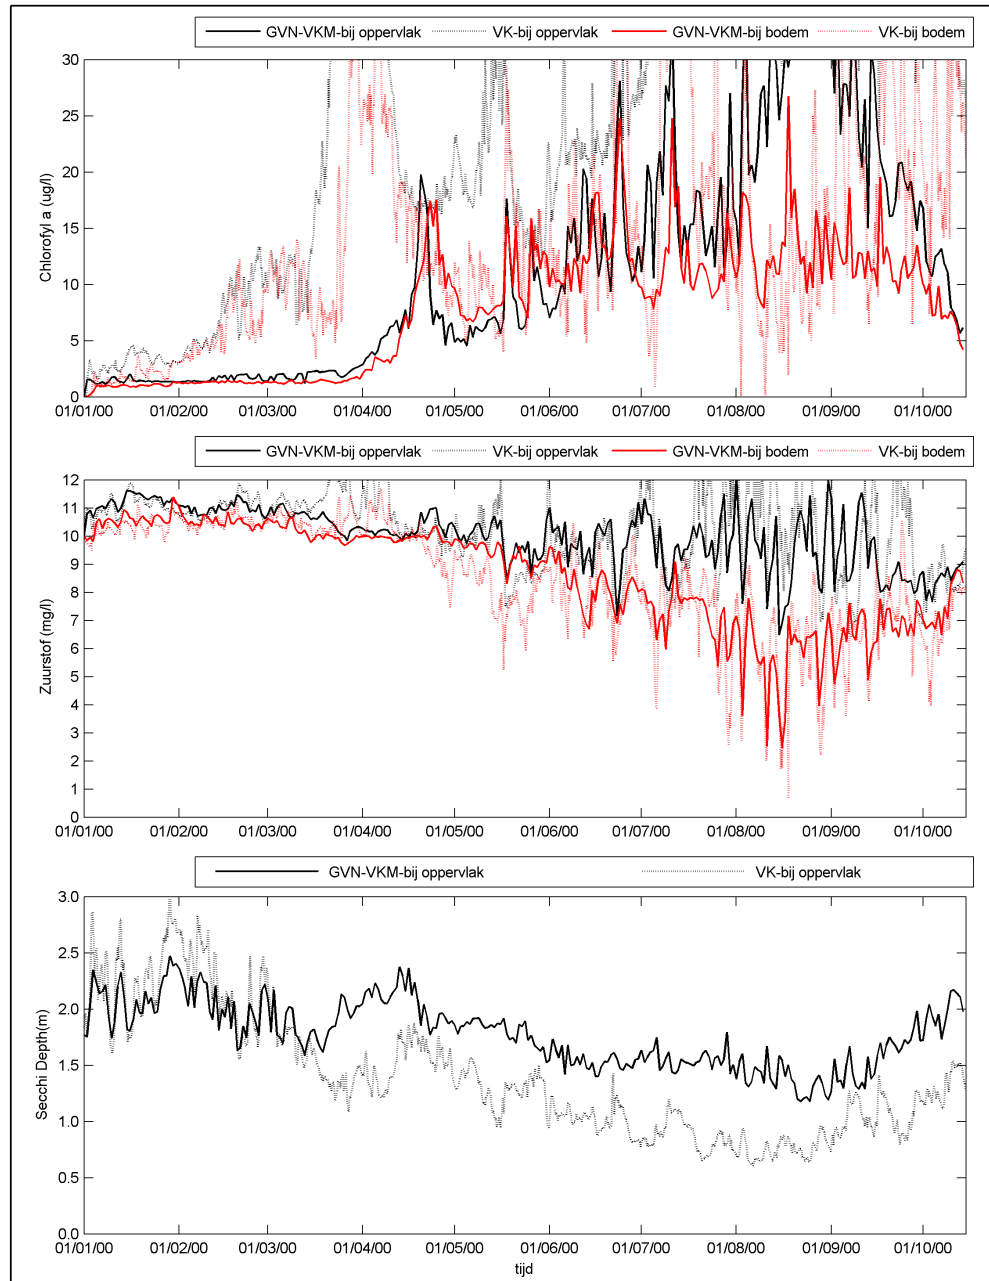 GVN-VKM-bij oppervlak VK-bij oppervlak GVN-VKM-bij bodem VK-bij bodem
30
25
20
15
10
5
0
Chlorofyl a (ug/l)
01/01/00 01/02/00 01/03/00 01/04/00 01/05/00 01/06/00 01/07/00 01/08/00 01/09/00 01/10/00
GVN-VKM-bij oppervlak VK-bij oppervlak GVN-VKM-bij bodem VK-bij bodem
12
11
10
9
8
7
6
5
4
3
2
1
0
Zuurstof (mg/l)
01/01/00 01/02/00 01/03/00 01/04/00 01/05/00 01/06/00 01/07/00 01/08/00 01/09/00 01/10/00
GVN-VKM-bij oppervlak VK-bij oppervlak
3.0
2.5
2.0
1.5
1.0
0.5
0.0
Secchi Depth(m)
01/01/00 01/02/00 01/03/00 01/04/00 01/05/00 01/06/00 01/07/00 01/08/00 01/09/00 01/10/00
tijd